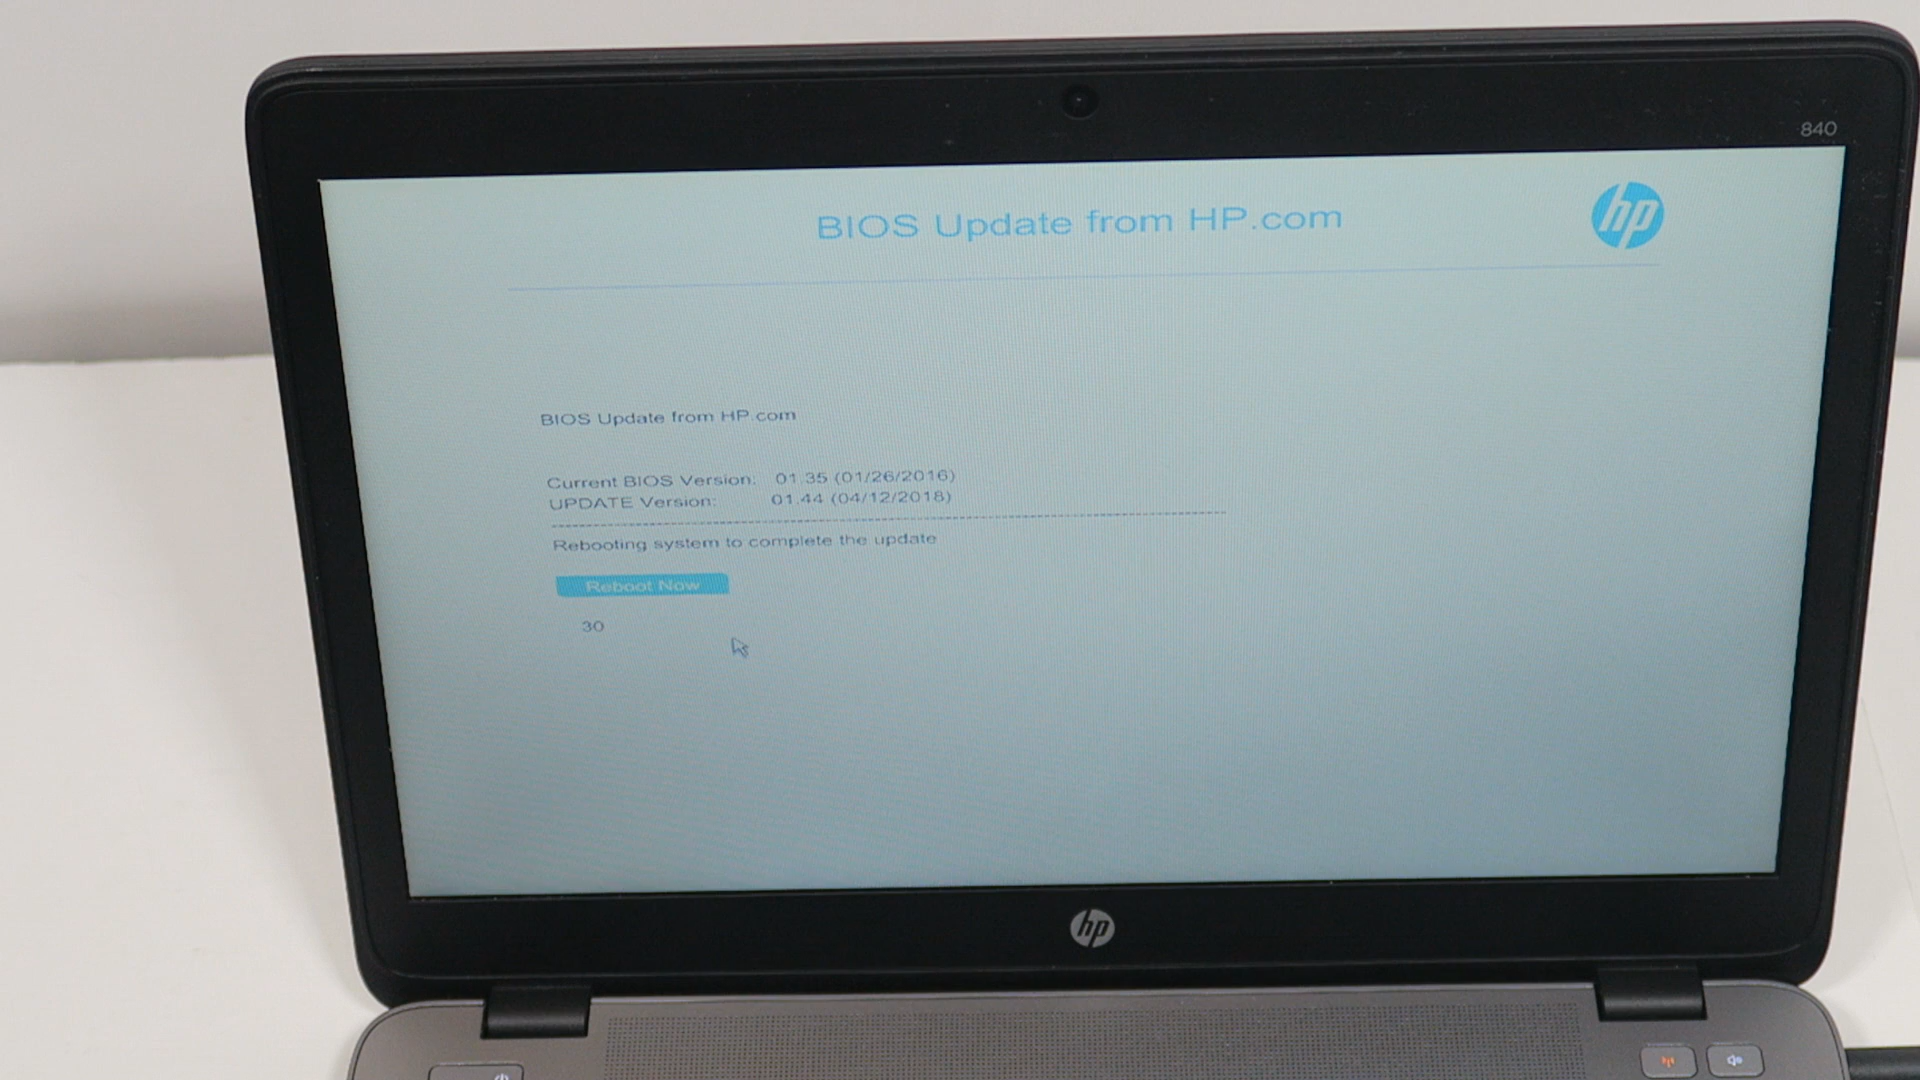 840
BIOS Update from HP.com
hp
BIOS Update from HP.com
Current BIOS Version: 01.35 (01/26/2016)
UPDATE Version: 01.44 (04/12/2018)
Rebooting system to complete the update
Reboot Now
30
hp